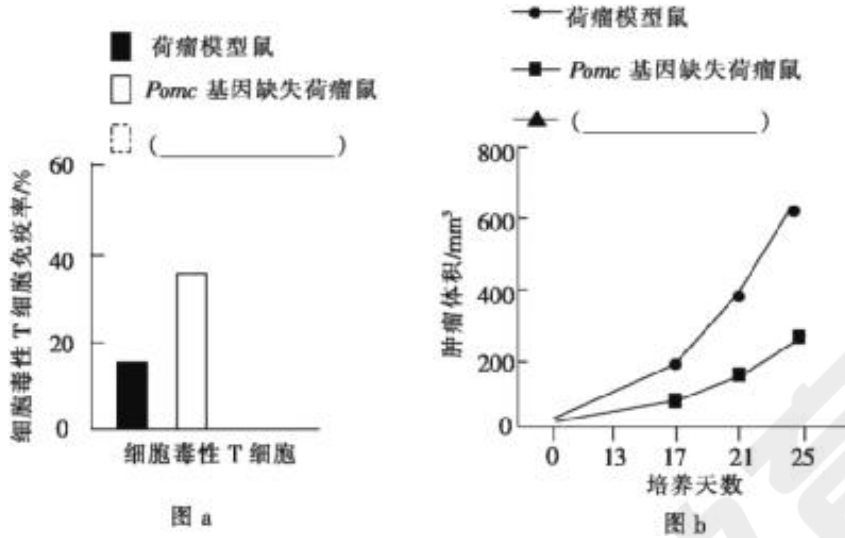 荷瘤模型鼠
Pomc 基因缺失荷瘤鼠
(____________)
细胞毒性 T 细胞免疫率/%
60
40
20
0
细胞毒性 T 细胞
图 a
荷瘤模型鼠
Pomc 基因缺失荷瘤鼠
(____________)
肿瘤体积/mm³
800
600
400
200
0
0 13 17 21 25
培养天数
图 b